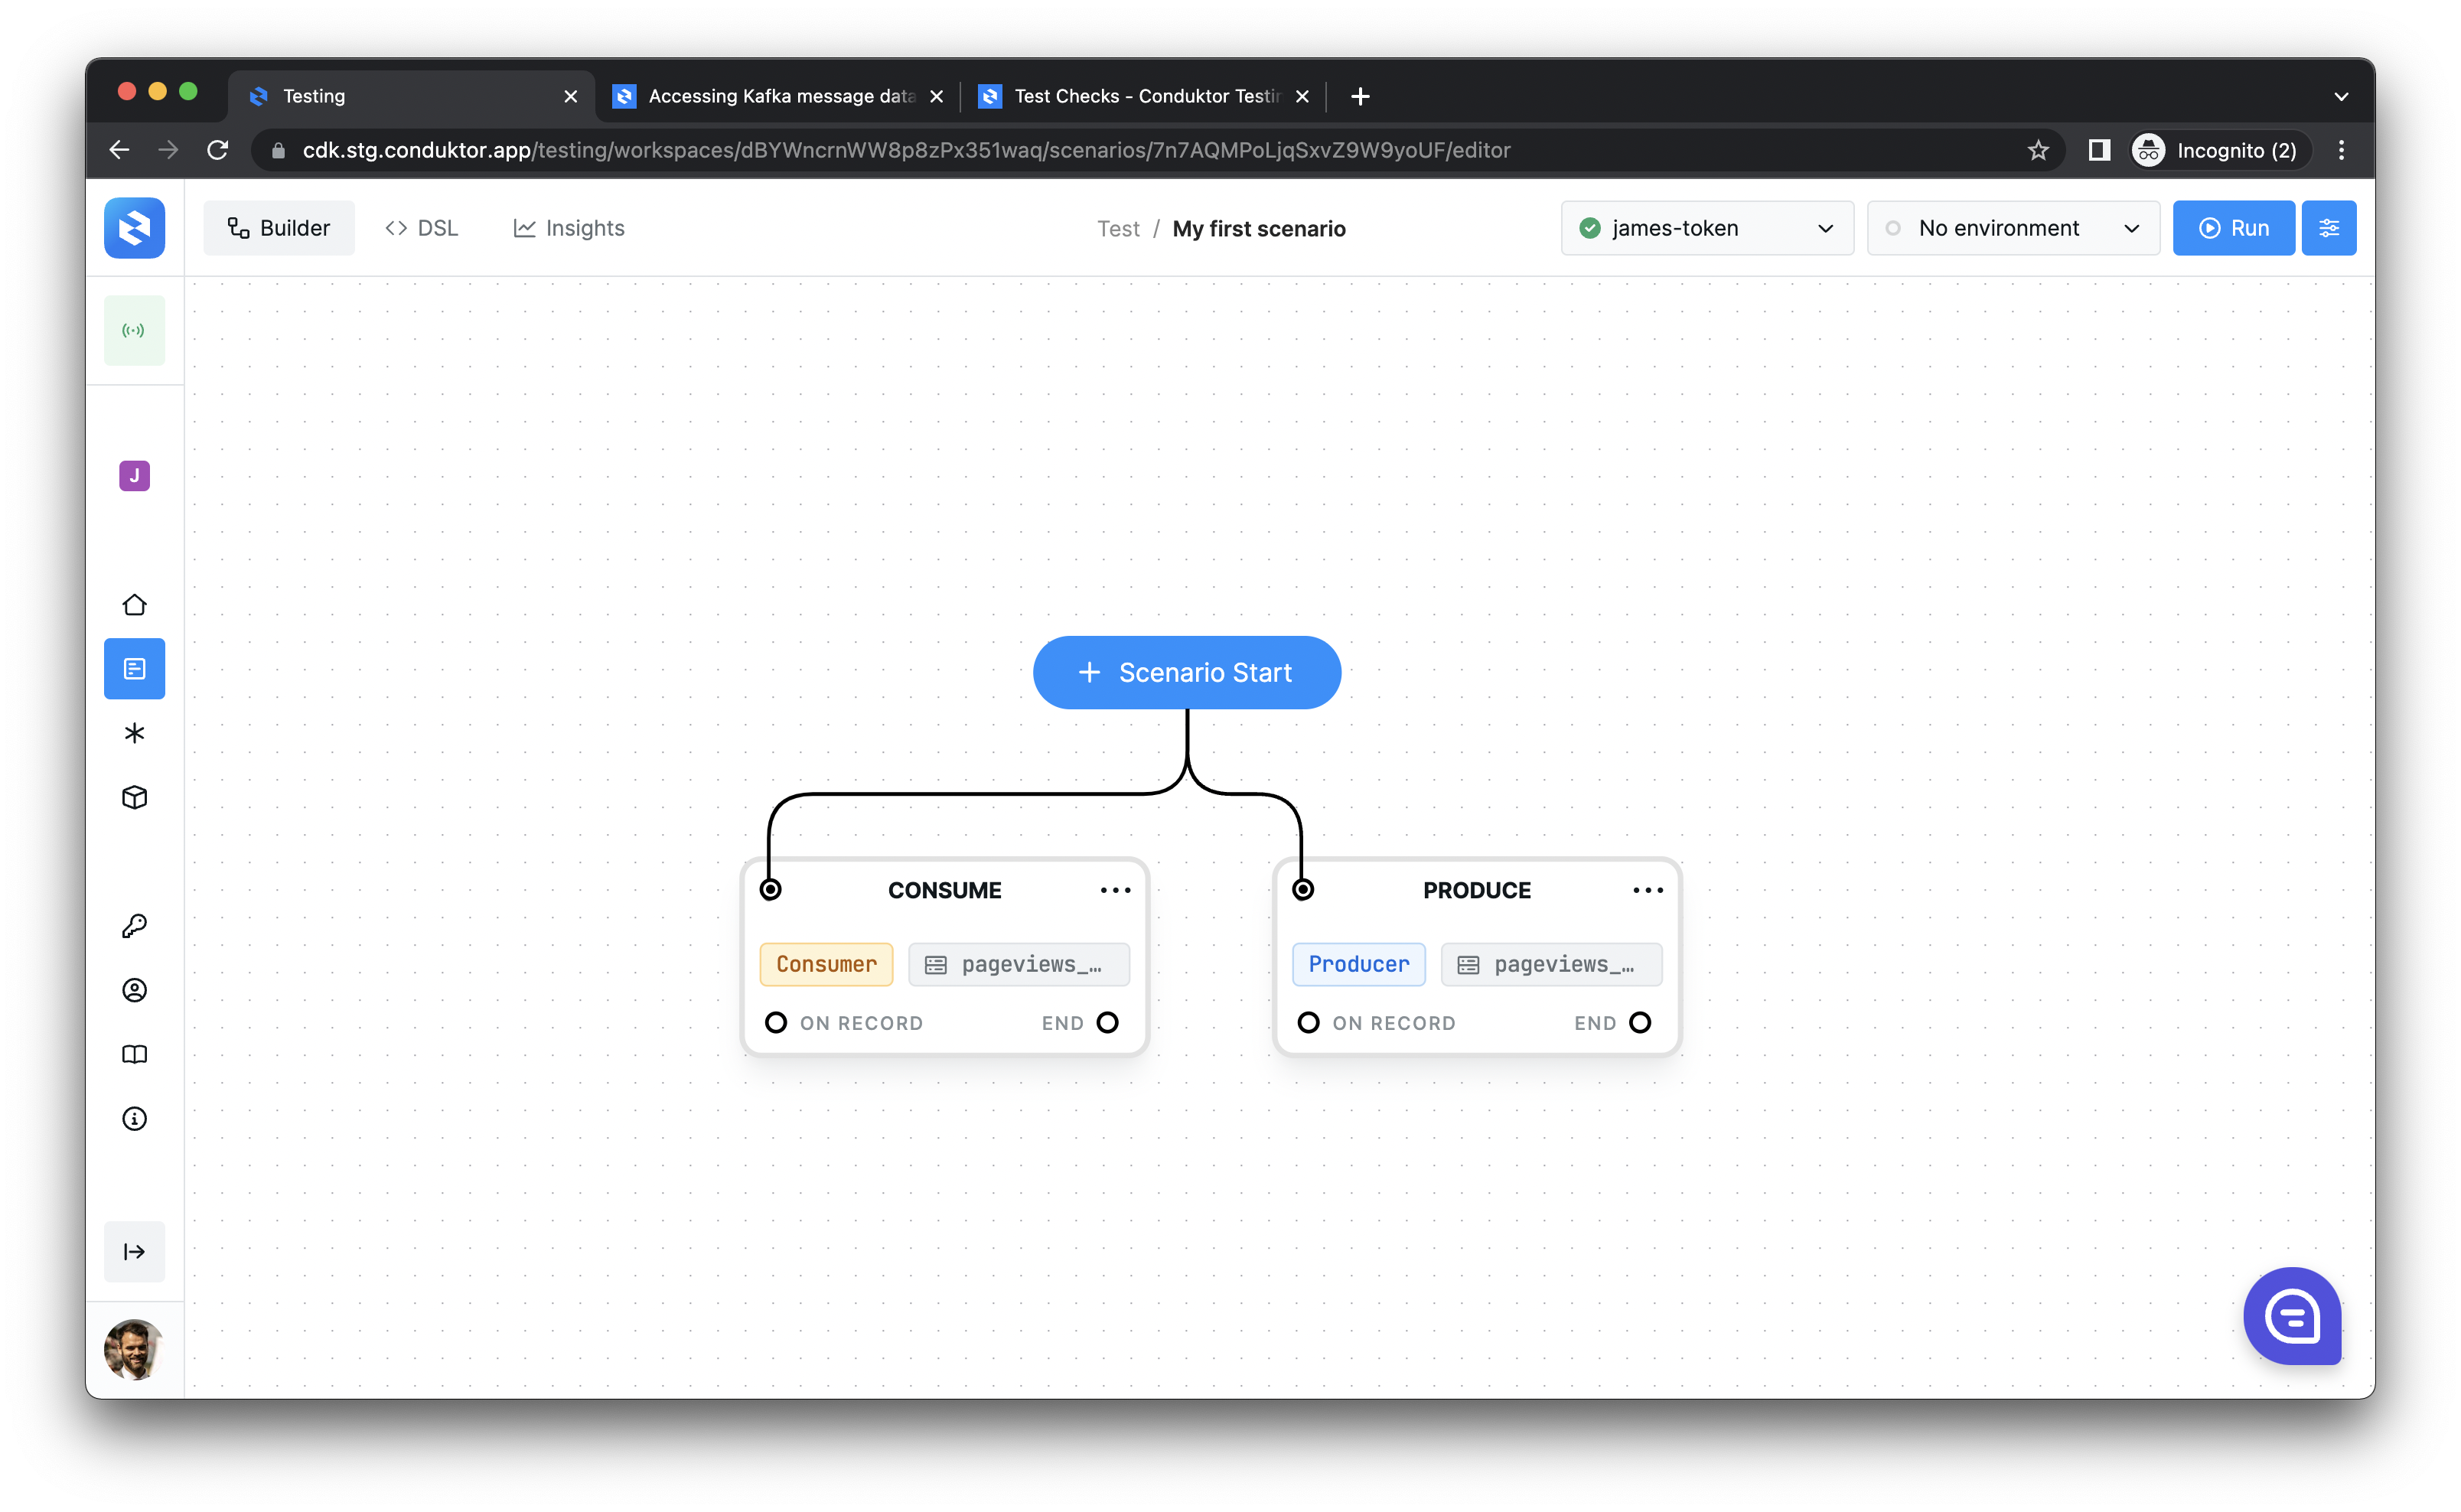 Testing
Accessing Kafka message data
Test Checks - Conduktor Testin
cdk.stg.conduktor.app/testing/workspaces/dBYWncrnWW8p8zPx351waq/scenarios/7n7AQMPoLjqSxvZ9W9yoUF/editor
Incognito (2)
Builder
DSL
Insights
Test / My first scenario
james-token
No environment
Run
J
+ Scenario Start
CONSUME
Consumer
pageviews_…
ON RECORD
END
PRODUCE
Producer
pageviews_…
ON RECORD
END